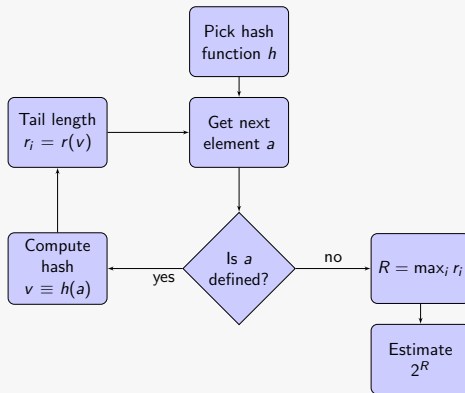 Pick hash
function h
Get next
element a
Tail length
r_i = r(v)
Is a
defined?
yes
no
Compute
hash
v ≡ h(a)
R = max_i r_i
Estimate
2^R